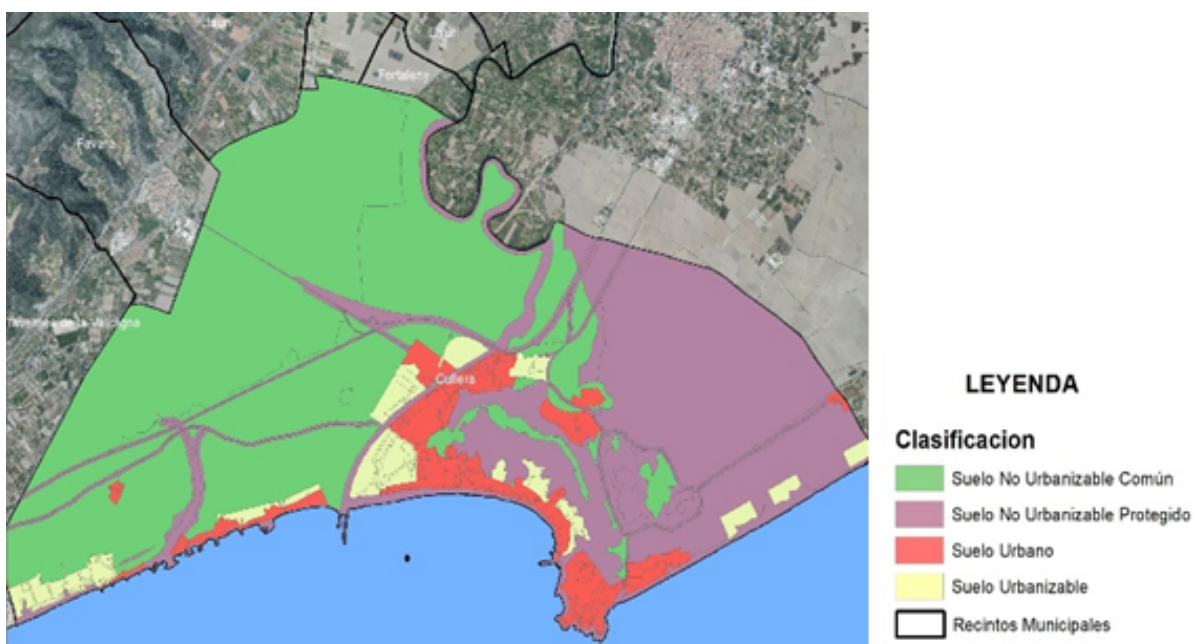 Fortaleny
Favara
Cullera
LEYENDA
Clasificacion
Suelo No Urbanizable Común
Suelo No Urbanizable Protegido
Suelo Urbano
Suelo Urbanizable
Recintos Municipales